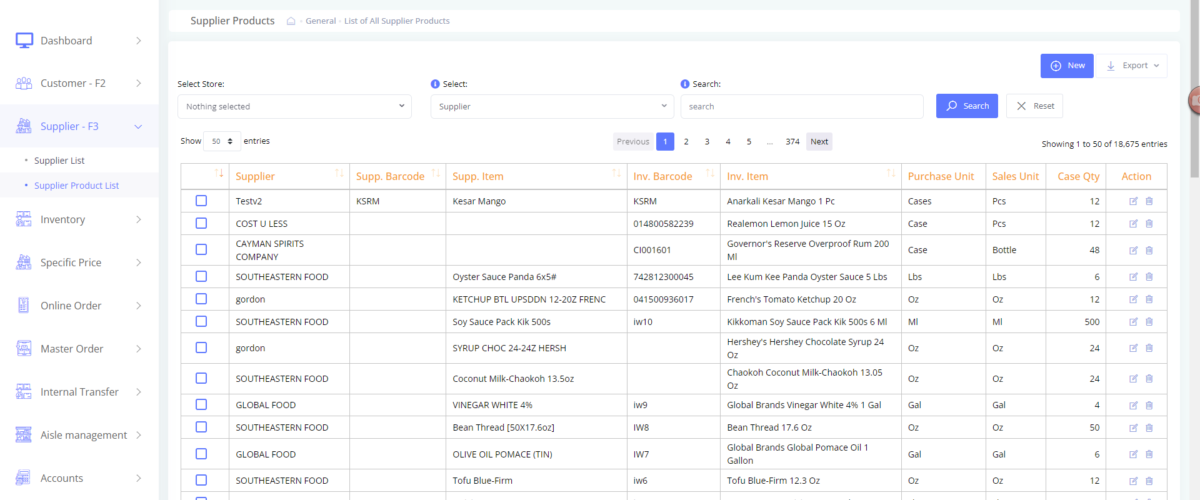 Supplier Products - General - List of All Supplier Products
Dashboard
Customer - F2
Supplier - F3
Supplier List
Supplier Product List
Inventory
Specific Price
Online Order
Master Order
Internal Transfer
Aisle management
Accounts
New Export
Select Store: Select: Search:
Nothing selected Supplier search Search Reset
Show 50 entries Previous 1 2 3 4 5 ... 374 Next Showing 1 to 50 of 18,675 entries
Supplier Supp. Barcode Supp. Item Inv. Barcode Inv. Item Purchase Unit Sales Unit Case Qty Action
Testv2 KSRM Kesar Mango KSRM Anarkali Kesar Mango 1 Pc Cases Pcs 12
COST U LESS 014800582239 Realemon Lemon Juice 15 Oz Case Pcs 12
CAYMAN SPIRITS Governor's Reserve Overproof Rum 200
COMPANY CI001601 Ml Case Bottle 48
SOUTHEASTERN FOOD Oyster Sauce Panda 6x5# 742812300045 Lee Kum Kee Panda Oyster Sauce 5 Lbs Lbs Lbs 6
gordon KETCHUP BTL UPSDDN 12-20Z FRENC 041500936017 French's Tomato Ketchup 20 Oz Oz Oz 12
SOUTHEASTERN FOOD Soy Sauce Pack Kik 500s iw10 Kikkoman Soy Sauce Pack Kik 500s 6 Ml Ml Ml 500
gordon SYRUP CHOC 24-24Z HERSH Hershey's Hershey Chocolate Syrup 24
Oz Oz Oz 24
SOUTHEASTERN FOOD Coconut Milk-Chaokoh 13.5oz Chaokoh Coconut Milk-Chaokoh 13.05
Oz Oz Oz 24
GLOBAL FOOD VINEGAR WHITE 4% iw9 Global Brands Vinegar White 4% 1 Gal Gal Gal 4
SOUTHEASTERN FOOD Bean Thread [50X17.6oz] IW8 Bean Thread 17.6 Oz Oz Oz 50
GLOBAL FOOD OLIVE OIL POMACE (TIN) IW7 Global Brands Global Pomace Oil 1
Gallon Gal Gal 6
SOUTHEASTERN FOOD Tofu Blue-Firm iw6 Tofu Blue-Firm 12.3 Oz Oz Oz 12